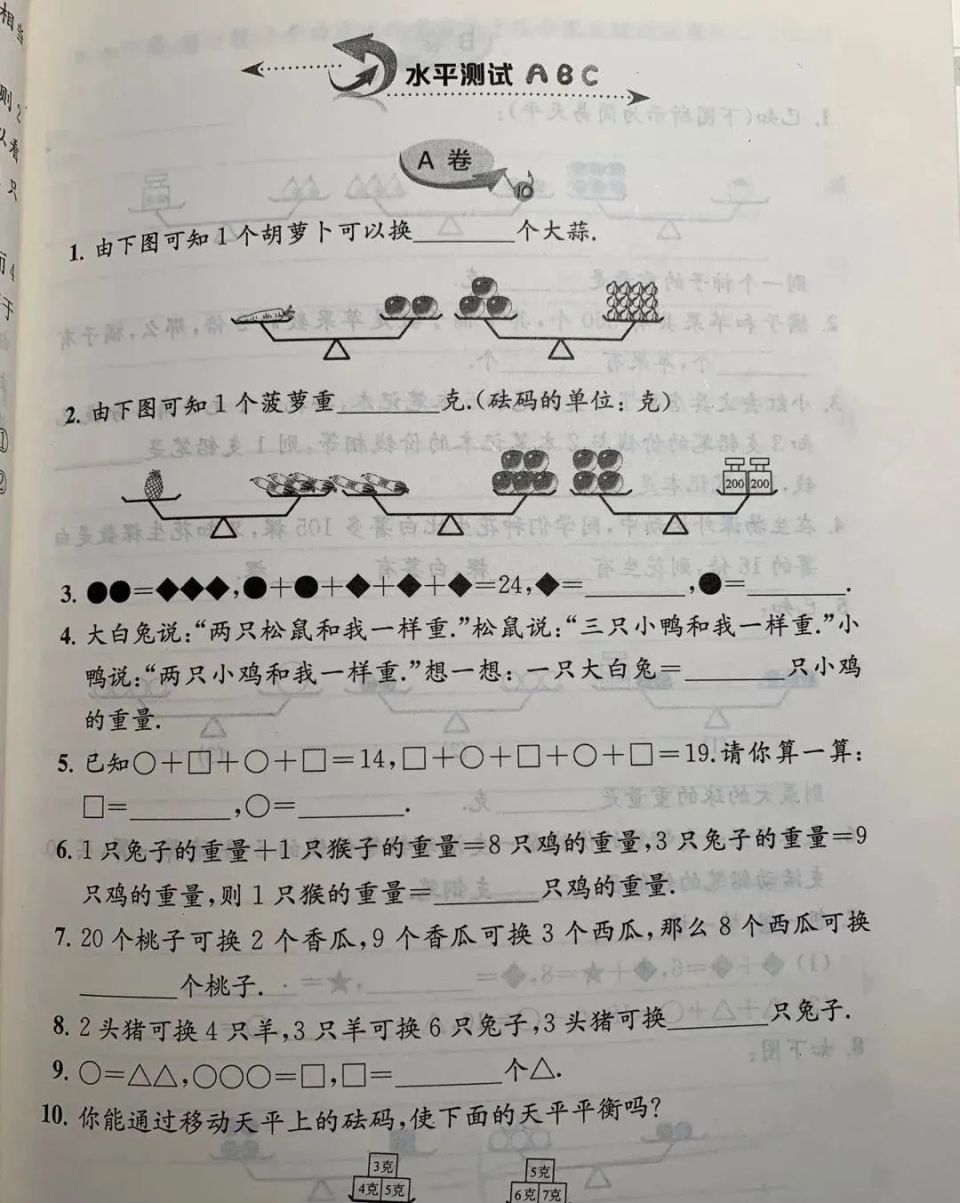 相当
则2
以看
只
而4
于
①
②
水平测试 A B C
A 卷
10
1. 由下图可知1个胡萝卜可以换________个大蒜.
2. 由下图可知1个菠萝重________克.(砝码的单位：克)
200 200
3. ●●=◆◆◆,●+●+◆+◆+◆=24,◆=________,●=________.
4. 大白兔说:“两只松鼠和我一样重.”松鼠说:“三只小鸭和我一样重.”小
鸭说:“两只小鸡和我一样重.”想一想：一只大白兔=________只小鸡
的重量.
5. 已知○+□+○+□=14,□+○+□+○+□=19.请你算一算：
□=________,○=________.
6. 1只兔子的重量+1只猴子的重量=8只鸡的重量,3只兔子的重量=9
只鸡的重量,则1只猴的重量=________只鸡的重量.
7. 20个桃子可换2个香瓜,9个香瓜可换3个西瓜,那么8个西瓜可换
________个桃子.
8. 2头猪可换4只羊,3只羊可换6只兔子,3头猪可换________只兔子.
9. ○=△△,○○○=□,□=________个△.
10. 你能通过移动天平上的砝码,使下面的天平平衡吗?
3克 5克
4克 5克 6克 7克